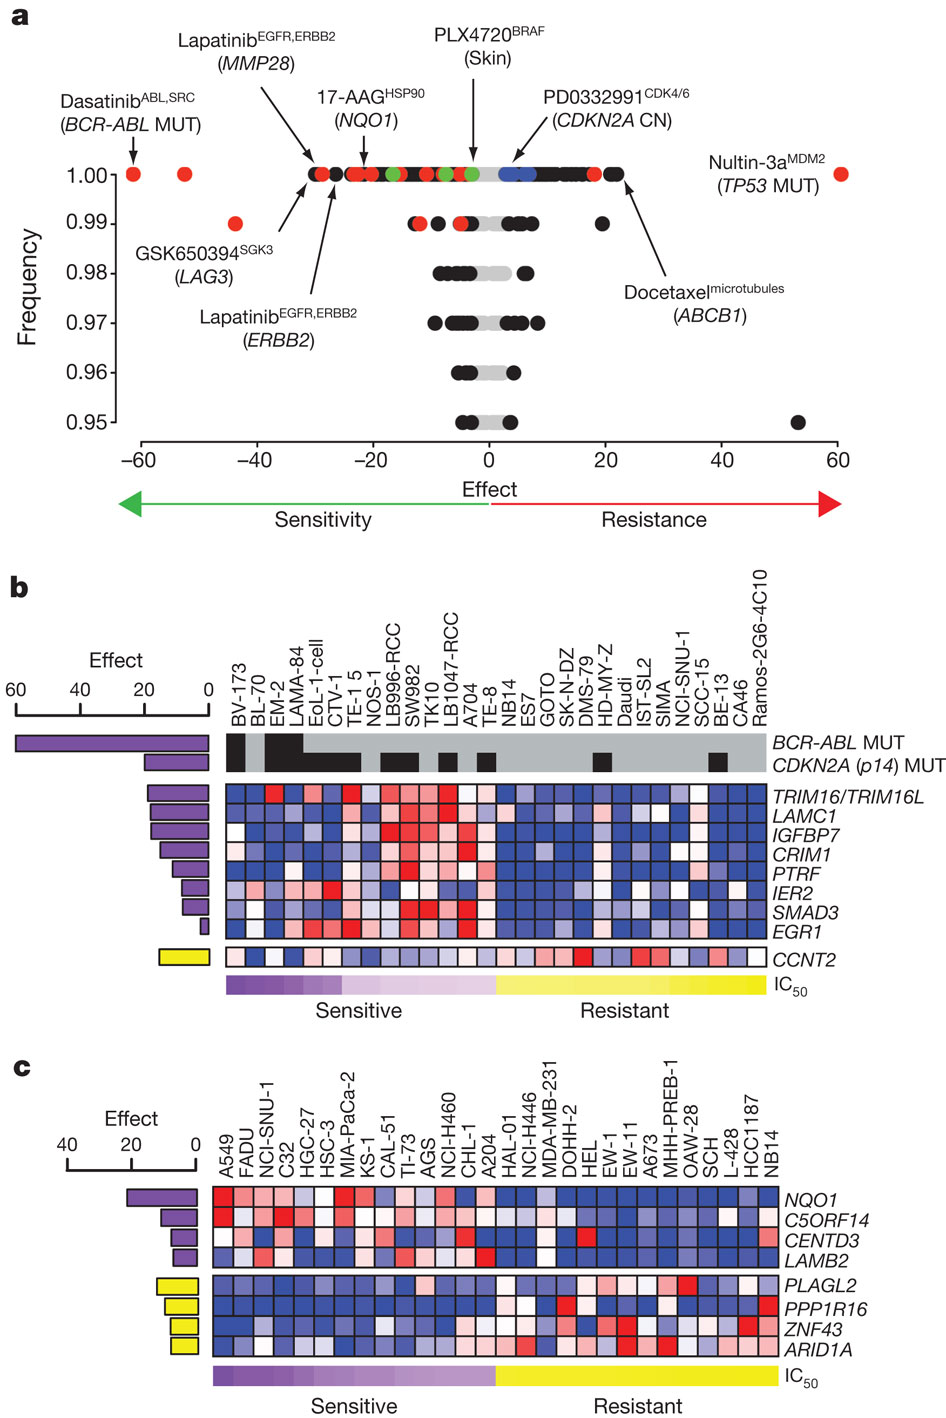 a
Lapatinib^EGFR,ERBB2
(MMP28)
PLX4720^BRAF
(Skin)
Dasatinib^ABL,SRC
(BCR-ABL MUT)
17-AAG^HSP90
(NQO1)
PD0332991^CDK4/6
(CDKN2A CN)
Nultin-3a^MDM2
(TP53 MUT)
GSK650394^SGK3
(LAG3)
Lapatinib^EGFR,ERBB2
(ERBB2)
Docetaxel^microtubules
(ABCB1)
Frequency
1.00
0.99
0.98
0.97
0.96
0.95
–60 –40 –20 0 20 40 60
Effect
Sensitivity Resistance
b
Effect
60 40 20 0
BV-173
BL-70
EM-2
LAMA-84
EoL-1-cell
CTV-1
TE-1 5
NOS-1
LB996-RCC
SW982
TK10
LB1047-RCC
A704
TE-8
NB14
ES7
GOTO
SK-N-DZ
DMS-79
HD-MY-Z
Daudi
IST-SL2
SIMA
NCI-SNU-1
SCC-15
BE-13
CA46
Ramos-2G6-4C10
BCR-ABL MUT
CDKN2A (p14) MUT
TRIM16/TRIM16L
LAMC1
IGFBP7
CRIM1
PTRF
IER2
SMAD3
EGR1
CCNT2
IC50
Sensitive Resistant
c
Effect
40 20 0
A549
FADU
NCI-SNU-1
C32
HGC-27
HSC-3
MIA-PaCa-2
KS-1
CAL-51
TI-73
AGS
NCI-H460
CHL-1
A204
HAL-01
NCI-H446
MDA-MB-231
DOHH-2
HEL
EW-1
EW-11
A673
MHH-PREB-1
OAW-28
SCH
L-428
HCC1187
NB14
NQO1
C5ORF14
CENTD3
LAMB2
PLAGL2
PPP1R16
ZNF43
ARID1A
IC50
Sensitive Resistant